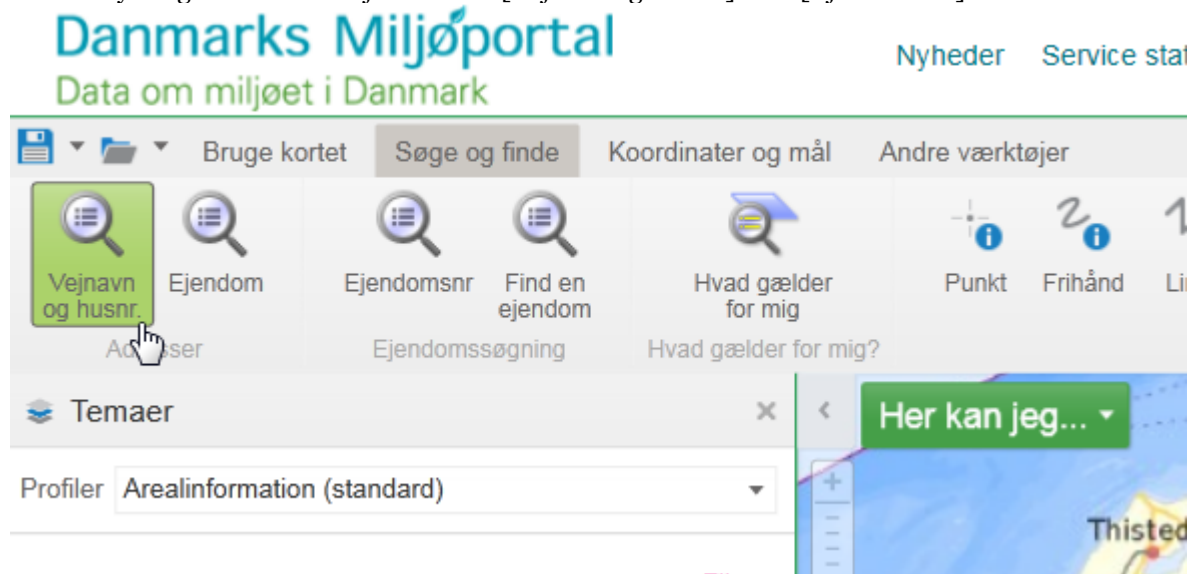 Danmarks Miljøportal
Data om miljøet i Danmark
Nyheder Service
Bruge kortet Søge og finde Koordinater og mål Andre værktøjer
Vejnavn og husnr.
Ejendom
Ejendomsnr
Find en ejendom
Hvad gælder for mig
Punkt
Frihånd
Ejendomssøgning
Hvad gælder for mig?
Temaer
Her kan jeg...
Profiler Arealinformation (standard)
Thisted